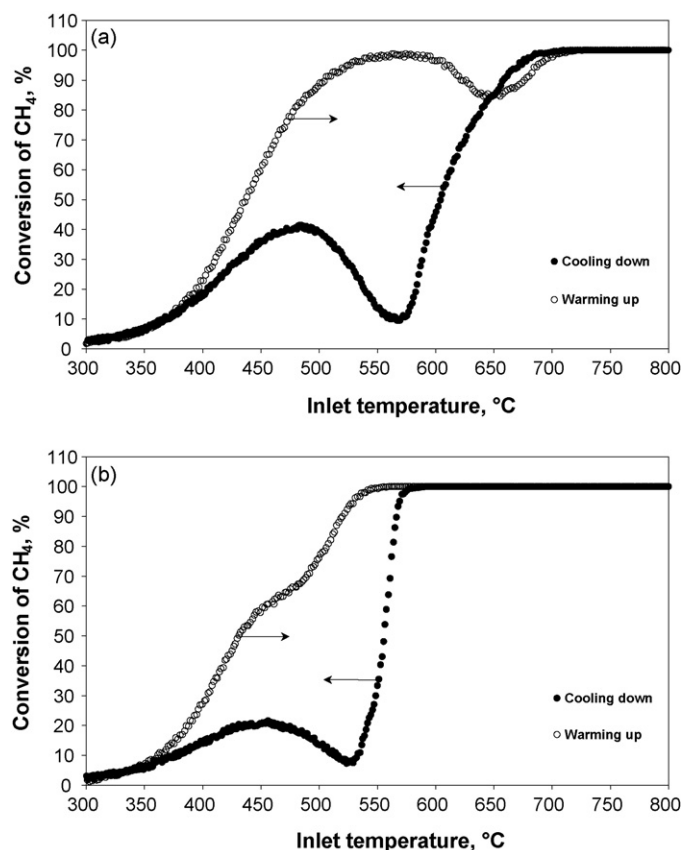 (a)
Conversion of CH₄, %
110
100
90
80
70
60
50
40
30
20
10
0
300 350 400 450 500 550 600 650 700 750 800
Inlet temperature, °C
Cooling down
Warming up
(b)
Conversion of CH₄, %
110
100
90
80
70
60
50
40
30
20
10
0
300 350 400 450 500 550 600 650 700 750 800
Inlet temperature, °C
Cooling down
Warming up